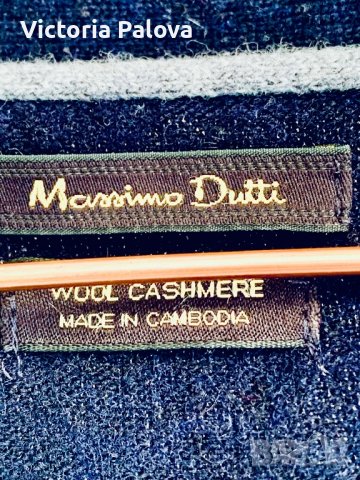 Victoria Palova
Massimo Dutti
WOOL CASHMERE
MADE IN CAMBODIA